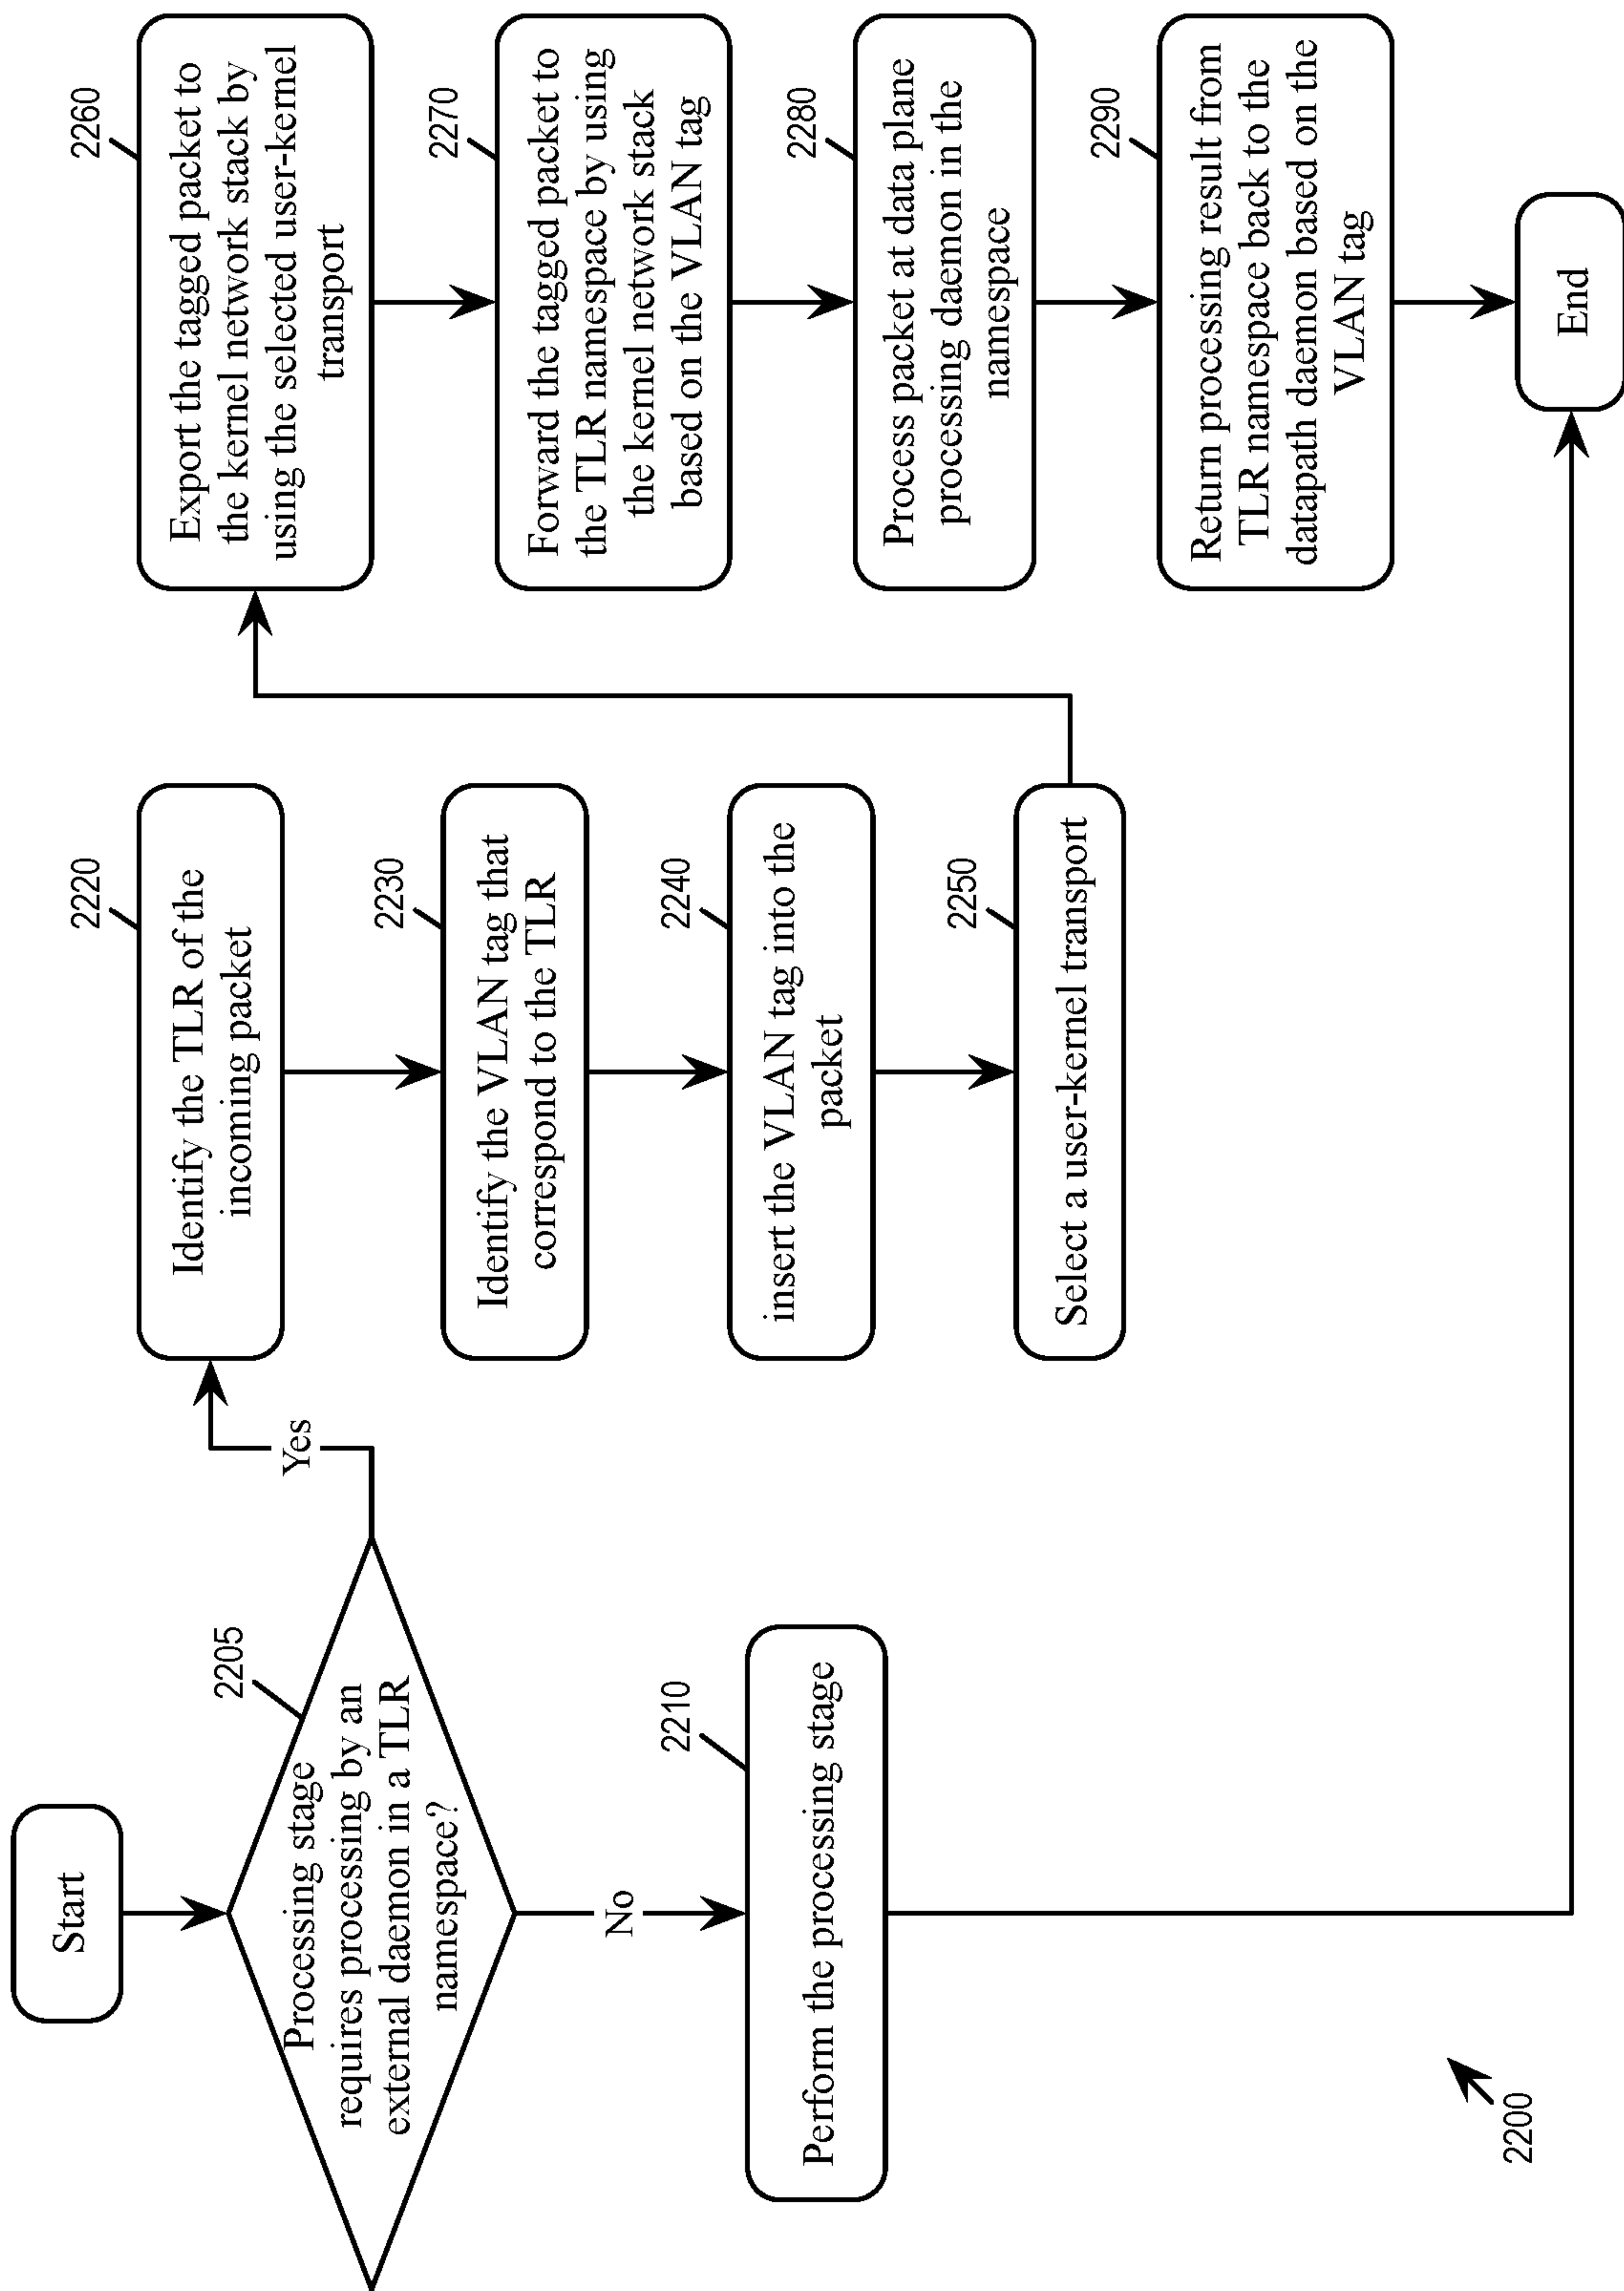 Start
2205
Processing stage
requires processing by an
external daemon in a TLR
namespace?
Yes
No
2210
Perform the processing stage
2220
Identify the TLR of the
incoming packet
2230
Identify the VLAN tag that
correspond to the TLR
2240
insert the VLAN tag into the
packet
2250
Select a user-kernel transport
2260
Export the tagged packet to
the kernel network stack by
using the selected user-kernel
transport
2270
Forward the tagged packet to
the TLR namespace by using
the kernel network stack
based on the VLAN tag
2280
Process packet at data plane
processing daemon in the
namespace
2290
Return processing result from
TLR namespace back to the
datapath daemon based on the
VLAN tag
End
2200